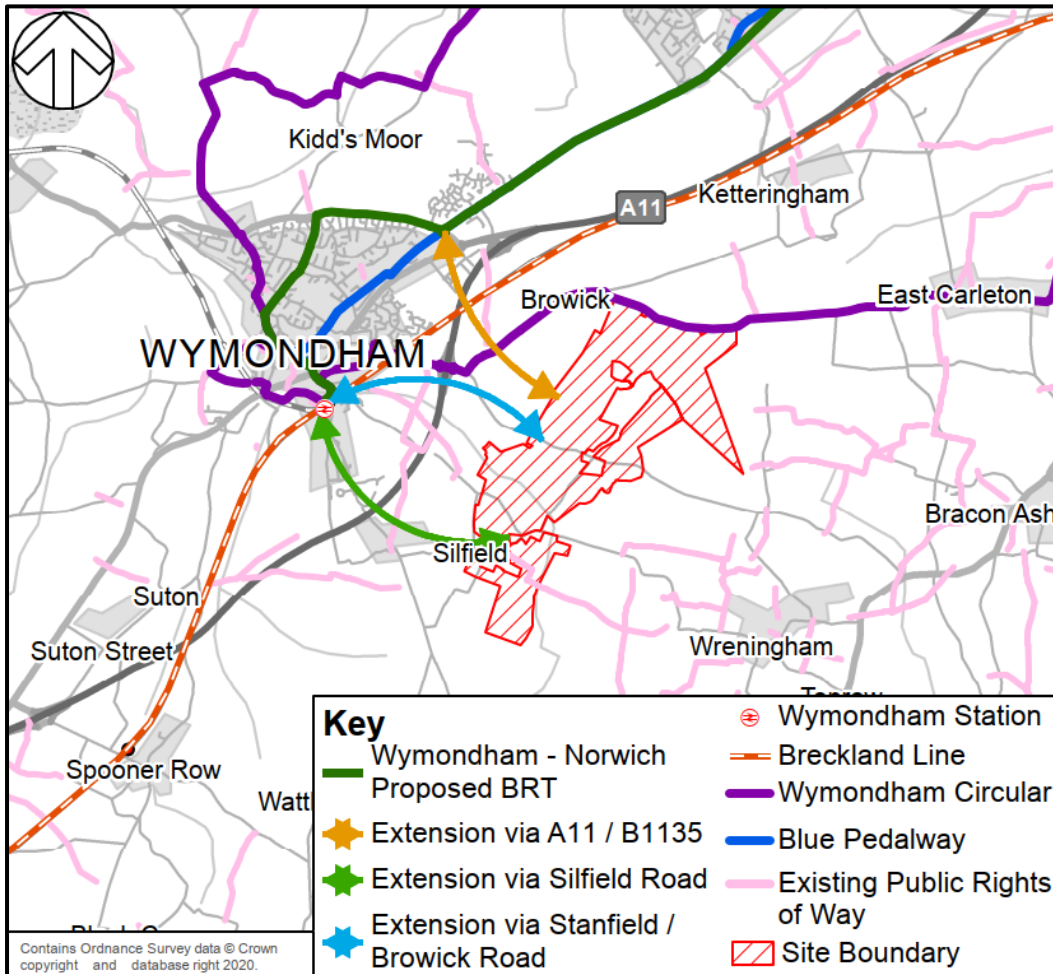 Kidd's Moor
A11
Ketteringham
Browick
East Carleton
WYMONDHAM
Silfield
Bracon Ash
Suton
Suton Street
Wreningham
Spooner Row
Key
Wymondham - Norwich
Proposed BRT
Extension via A11 / B1135
Extension via Silfield Road
Extension via Stanfield /
Browick Road
Wymondham Station
Breckland Line
Wymondham Circular
Blue Pedalway
Existing Public Rights
of Way
Site Boundary
Contains Ordnance Survey data © Crown
copyright and database right 2020.